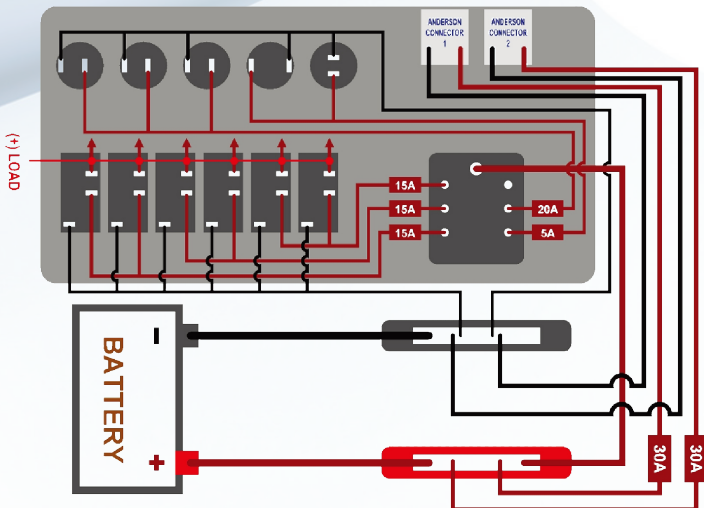 ANDERSON
CONNECTOR
1
ANDERSON
CONNECTOR
2
(+) LOAD
15A
15A
20A
15A
5A
BATTERY
-
+
30A
30A